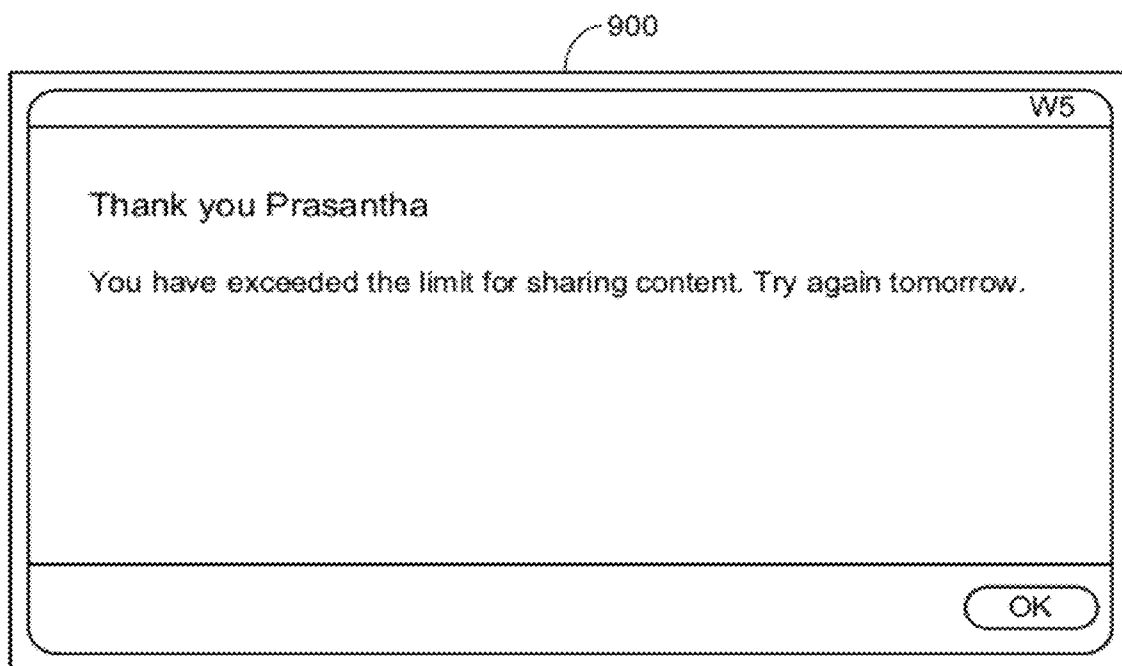 900
W5
Thank you Prasantha
You have exceeded the limit for sharing content. Try again tomorrow.
OK